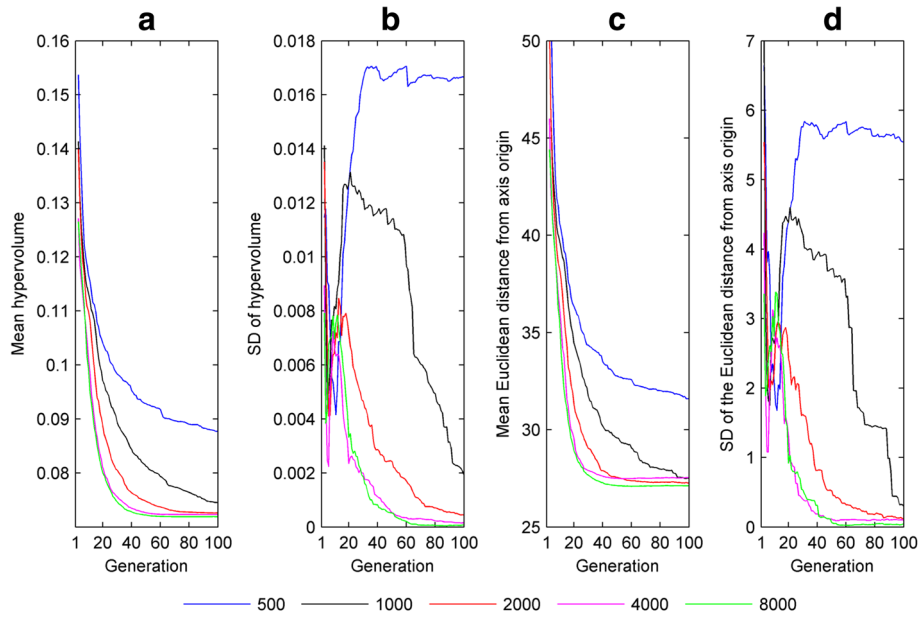 a
b
c
d
Mean hypervolume
0.16
0.15
0.14
0.13
0.12
0.11
0.1
0.09
0.08
1 20 40 60 80 100
Generation
SD of hypervolume
0.018
0.016
0.014
0.012
0.01
0.008
0.006
0.004
0.002
0
1 20 40 60 80 100
Generation
Mean Euclidean distance from axis origin
50
45
40
35
30
25
1 20 40 60 80 100
Generation
SD of the Euclidean distance from axis origin
7
6
5
4
3
2
1
0
1 20 40 60 80 100
Generation
500 1000 2000 4000 8000